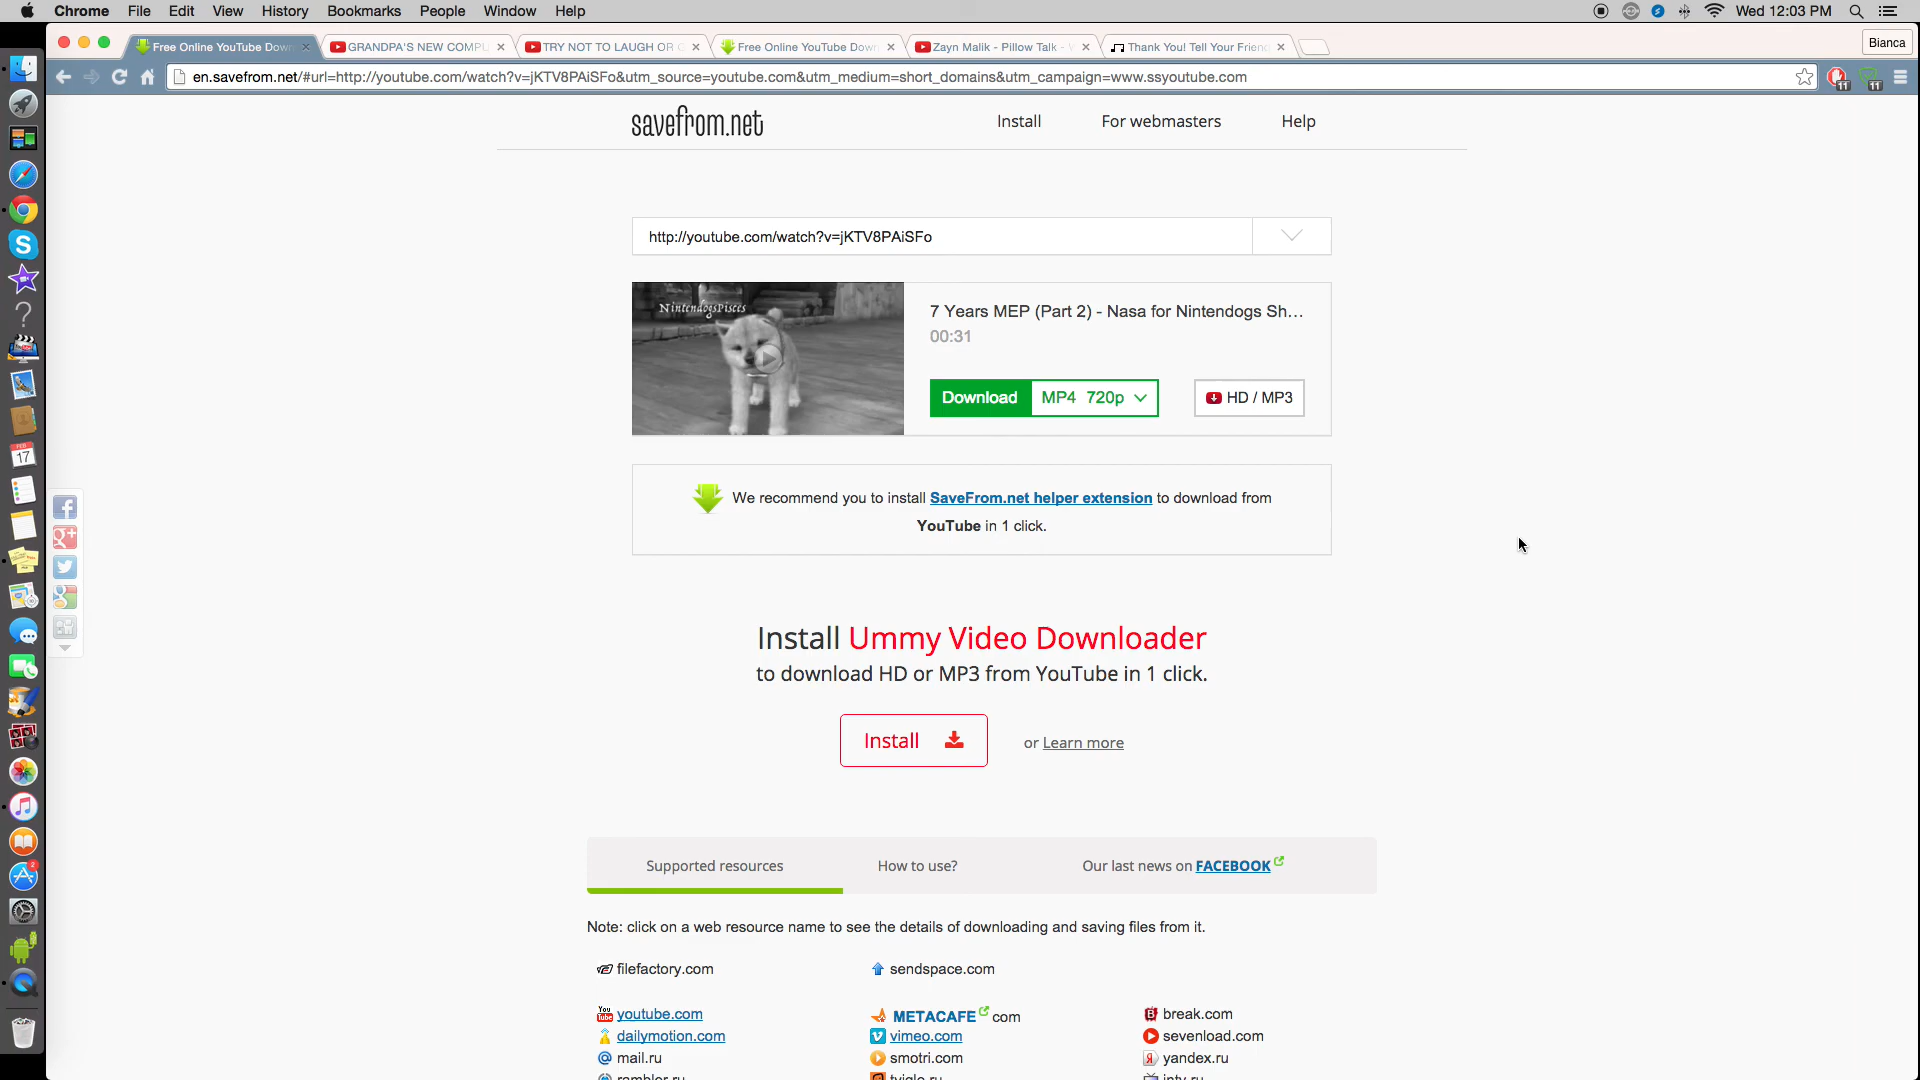 Chrome File Edit View History Bookmarks People Window Help Wed 12:03 PM
Free Online YouTube Dow GRANDPA'S NEW COMPU TRY NOT TO LAUGH OR G Free Online YouTube Down Zayn Malik - Pillow Talk - Thank You! Tell Your Frien Bianca
en.savefrom.net/#url=http://youtube.com/watch?v=jKTV8PAiSFo&utm_source=youtube.com&utm_medium=short_domains&utm_campaign=www.ssyoutube.com 11 11
savefrom.net Install For webmasters Help
http://youtube.com/watch?v=jKTV8PAiSFo
NintendogsPisces
7 Years MEP (Part 2) - Nasa for Nintendogs Sh...
00:31
Download MP4 720p HD / MP3
FEB
17
We recommend you to install SaveFrom.net helper extension to download from
YouTube in 1 click.
Install Ummy Video Downloader
to download HD or MP3 from YouTube in 1 click.
Install or Learn more
2
Supported resources How to use? Our last news on FACEBOOK
Note: click on a web resource name to see the details of downloading and saving files from it.
filefactory.com sendspace.com
You Tube youtube.com METACAFE com break.com
dailymotion.com vimeo.com sevenload.com
mail.ru smotri.com yandex.ru